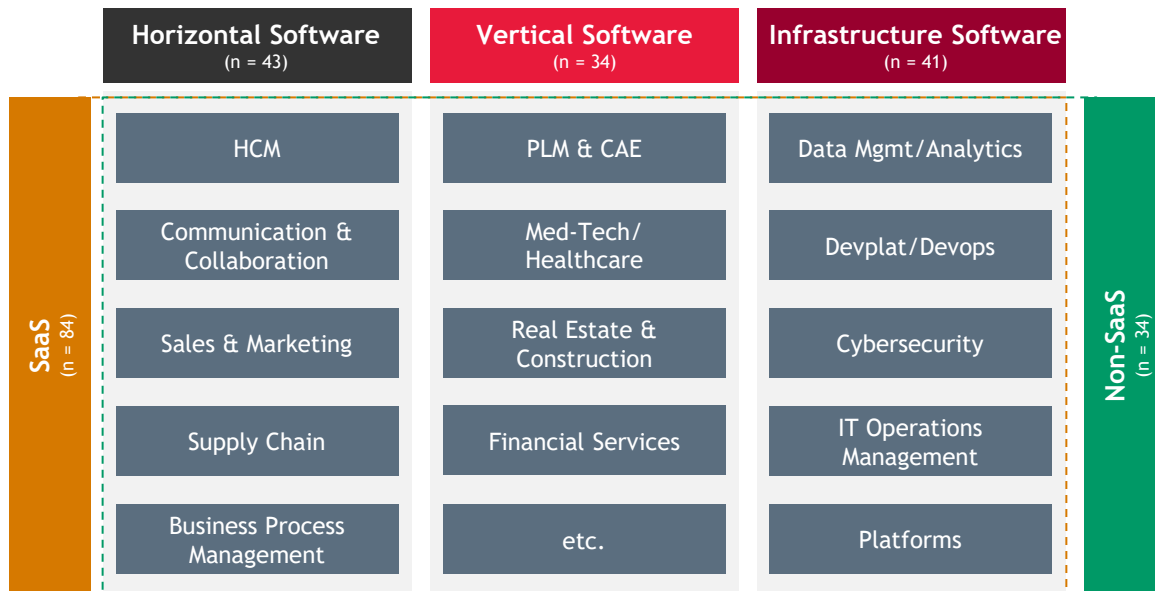 Horizontal Software
(n = 43)
Vertical Software
(n = 34)
Infrastructure Software
(n = 41)
SaaS
(n = 84)
HCM
Communication &
Collaboration
Sales & Marketing
Supply Chain
Business Process
Management
PLM & CAE
Med-Tech/
Healthcare
Real Estate &
Construction
Financial Services
etc.
Data Mgmt/Analytics
Devplat/Devops
Cybersecurity
IT Operations
Management
Platforms
Non-SaaS
(n = 34)